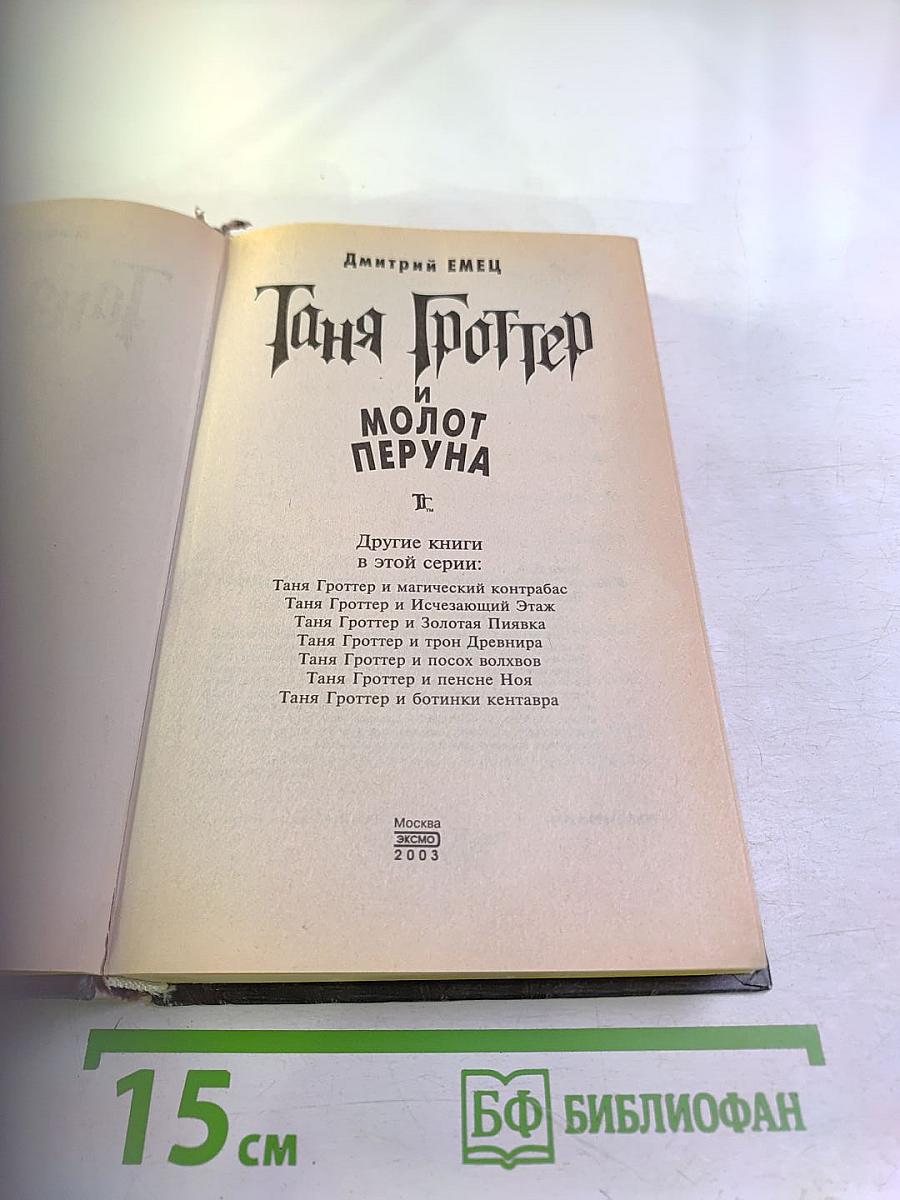 Дмитрий ЕМЕЦ
Таня Гроттер
и
МОЛОТ
ПЕРУНА
ТГ™
Другие книги
в этой серии:
Таня Гроттер и магический контрабас
Таня Гроттер и Исчезающий Этаж
Таня Гроттер и Золотая Пиявка
Таня Гроттер и трон Древнира
Таня Гроттер и посох волхвов
Таня Гроттер и пенсне Ноя
Таня Гроттер и ботинки кентавра
Москва
ЭКСМО
2003
15 см
БФ БИБЛИОФАН